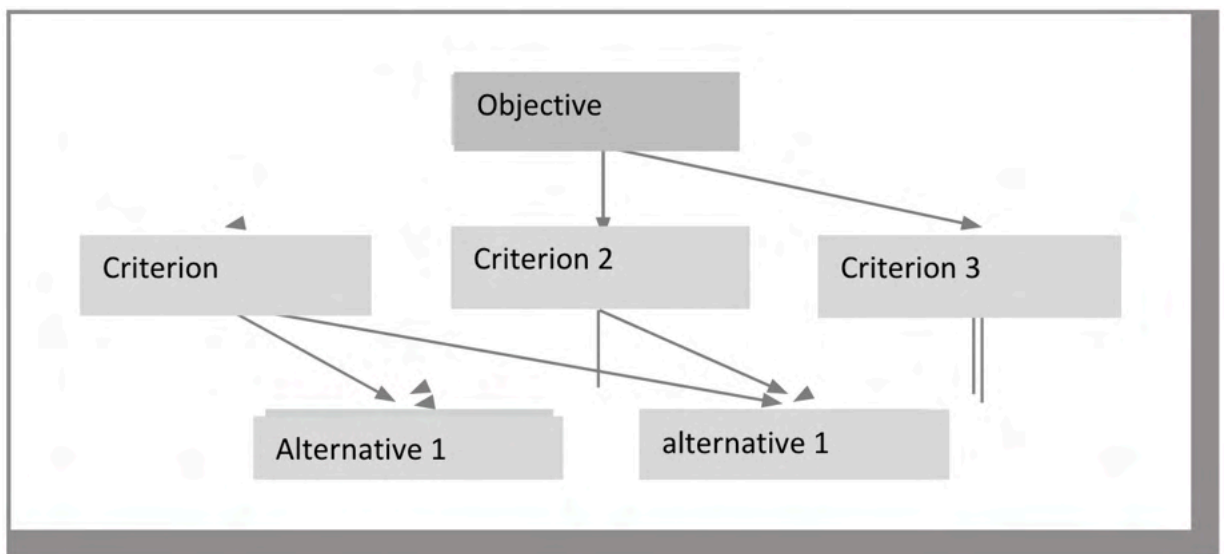 Objective
Criterion
Criterion 2
Criterion 3
Alternative 1
alternative 1